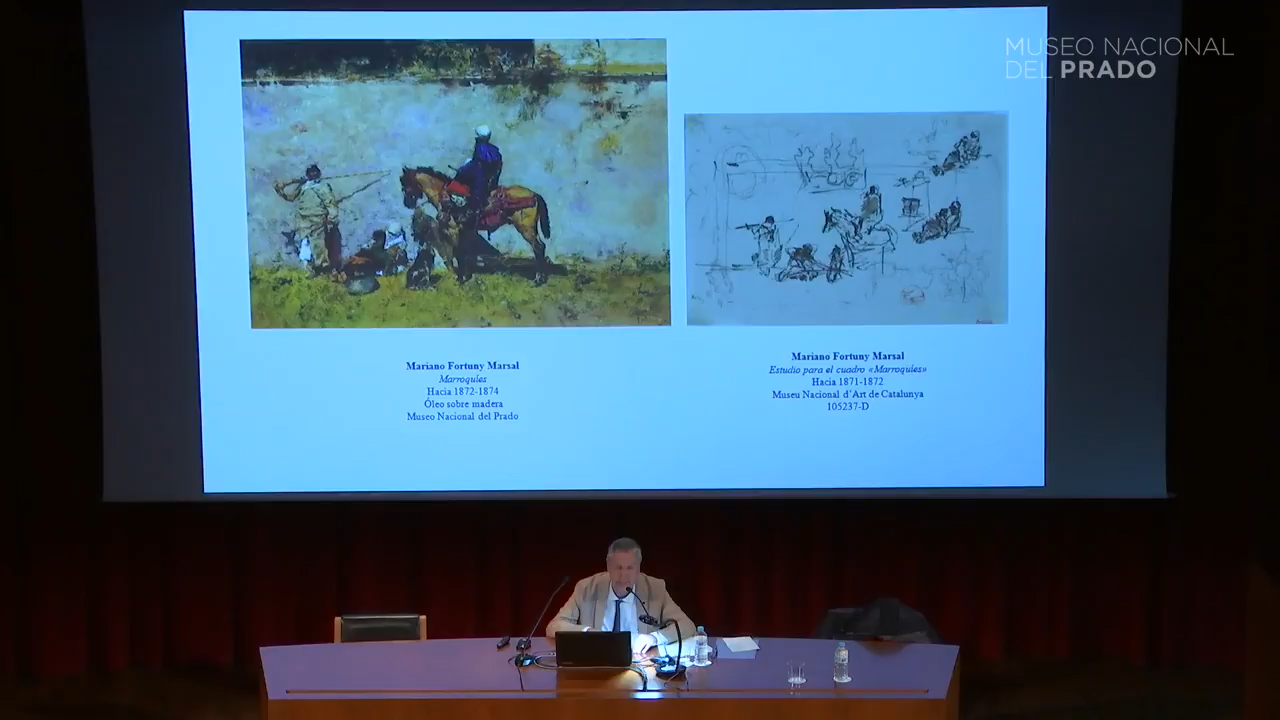 MUSEO NACIONAL
DEL PRADO
Mariano Fortuny Marsal
Marroquíes
Hacia 1872-1874
Óleo sobre madera
Museo Nacional del Prado
Mariano Fortuny Marsal
Estudio para el cuadro «Marroquíes»
Hacia 1871-1872
Museu Nacional d'Art de Catalunya
105237-D